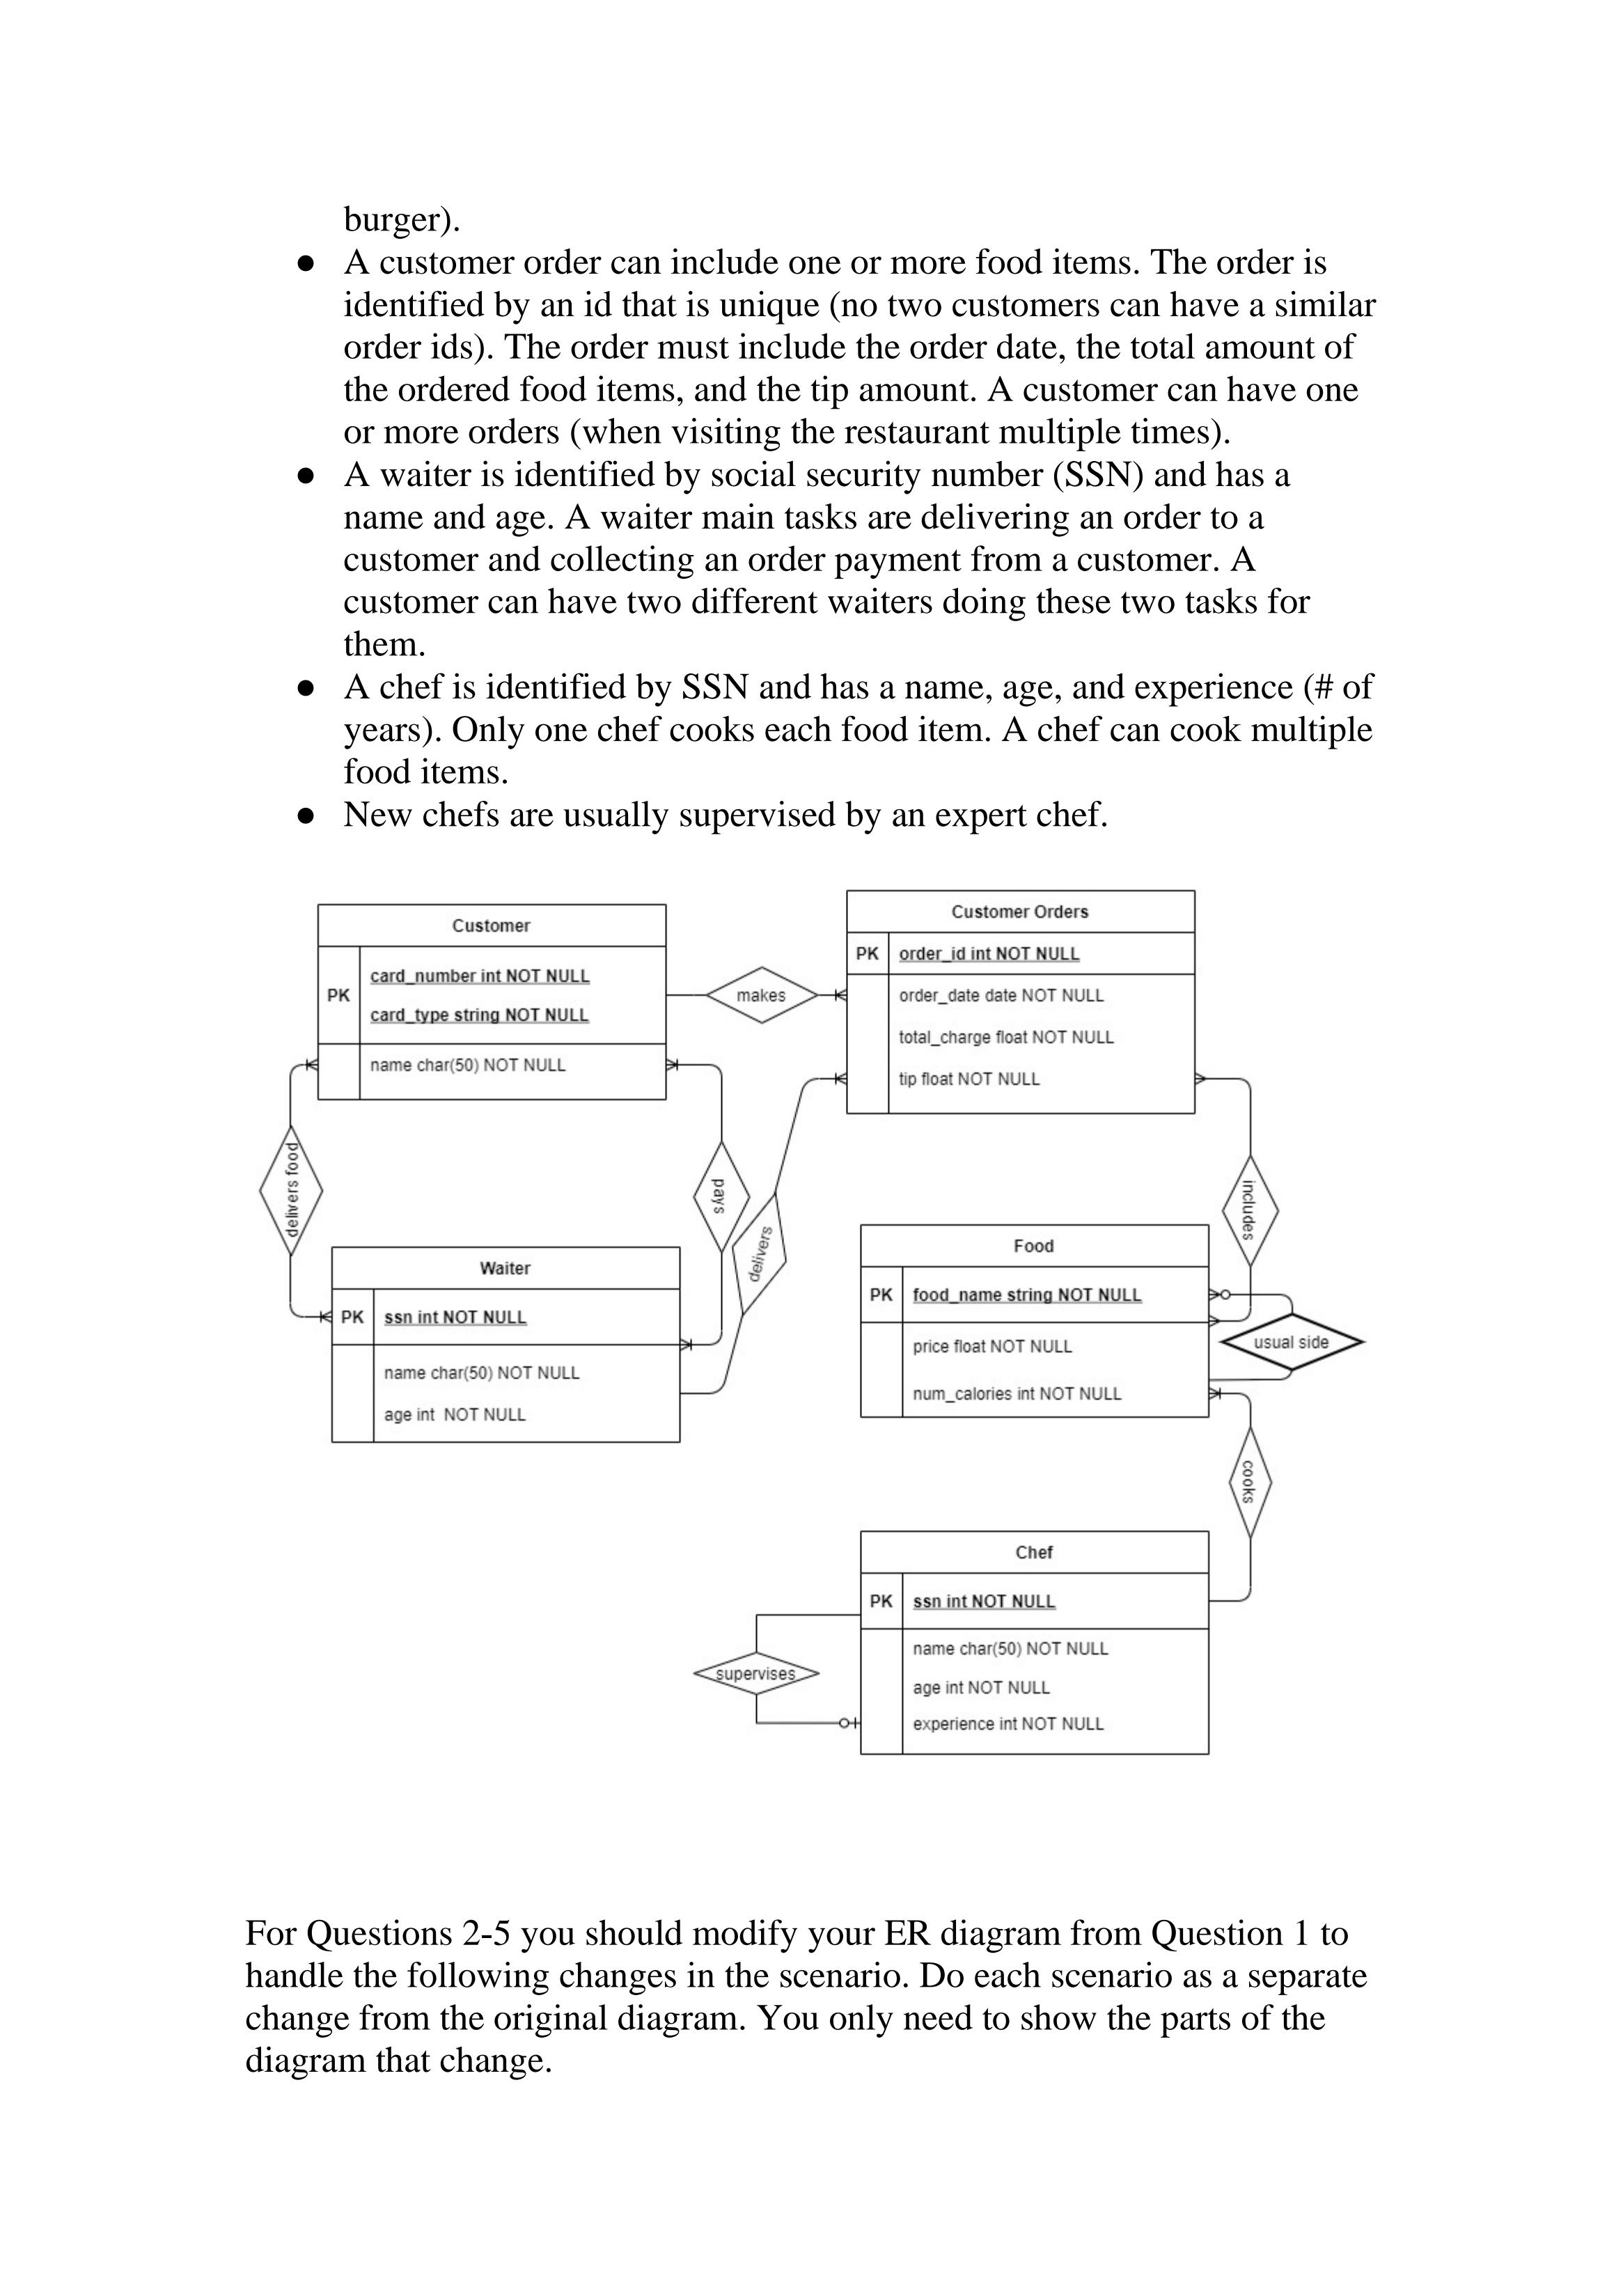 burger).
● A customer order can include one or more food items. The order is
identified by an id that is unique (no two customers can have a similar
order ids). The order must include the order date, the total amount of
the ordered food items, and the tip amount. A customer can have one
or more orders (when visiting the restaurant multiple times).
● A waiter is identified by social security number (SSN) and has a
name and age. A waiter main tasks are delivering an order to a
customer and collecting an order payment from a customer. A
customer can have two different waiters doing these two tasks for
them.
● A chef is identified by SSN and has a name, age, and experience (# of
years). Only one chef cooks each food item. A chef can cook multiple
food items.
● New chefs are usually supervised by an expert chef.
Customer
PK
card_number int NOT NULL
card_type string NOT NULL
name char(50) NOT NULL
makes
Customer Orders
PK order_id int NOT NULL
order_date date NOT NULL
total_charge float NOT NULL
tip float NOT NULL
delivers food
pays
delivers
includes
Waiter
PK ssn int NOT NULL
name char(50) NOT NULL
age int NOT NULL
Food
PK food_name string NOT NULL
price float NOT NULL
num_calories int NOT NULL
usual side
cooks
Chef
PK ssn int NOT NULL
name char(50) NOT NULL
age int NOT NULL
experience int NOT NULL
supervises
For Questions 2-5 you should modify your ER diagram from Question 1 to
handle the following changes in the scenario. Do each scenario as a separate
change from the original diagram. You only need to show the parts of the
diagram that change.